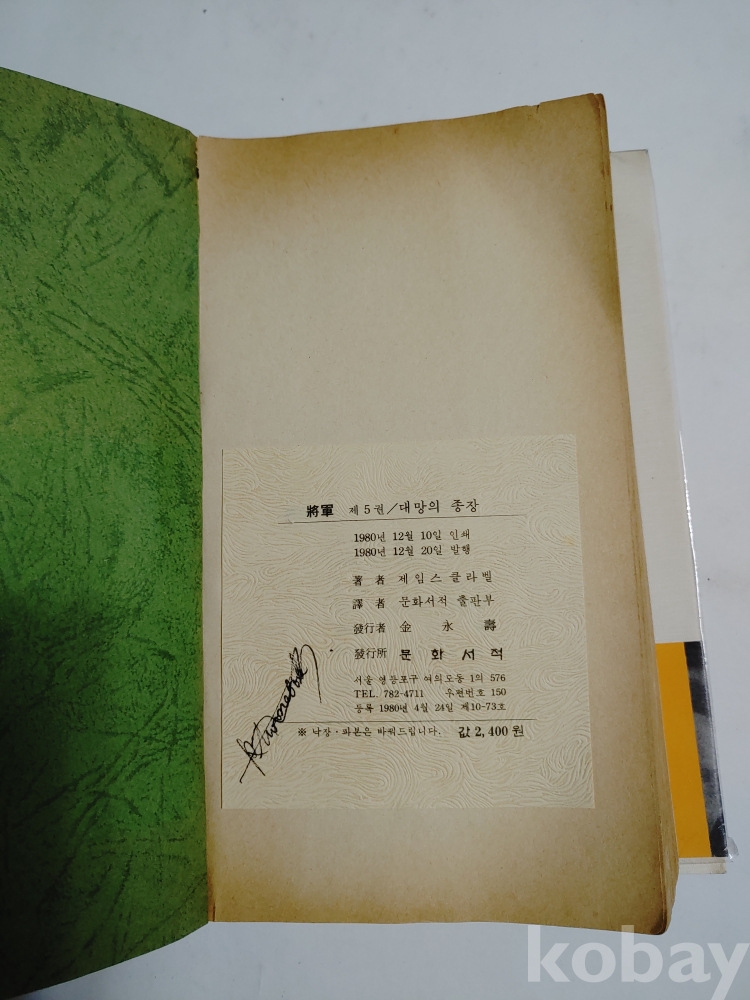 將軍 제5권/대망의 종장
1980년 12월 10일 인쇄
1980년 12월 20일 발행
著者 제임스 클라벨
譯者 문화서적 출판부
發行者 金永壽
發行所 문화서적
서울 영등포구 여의도동 1의 576
TEL. 782-4711 우편번호 150
등록 1980년 4월 24일 제10-73호
※ 낙장·파본은 바꿔드립니다. 값 2,400원
kobay